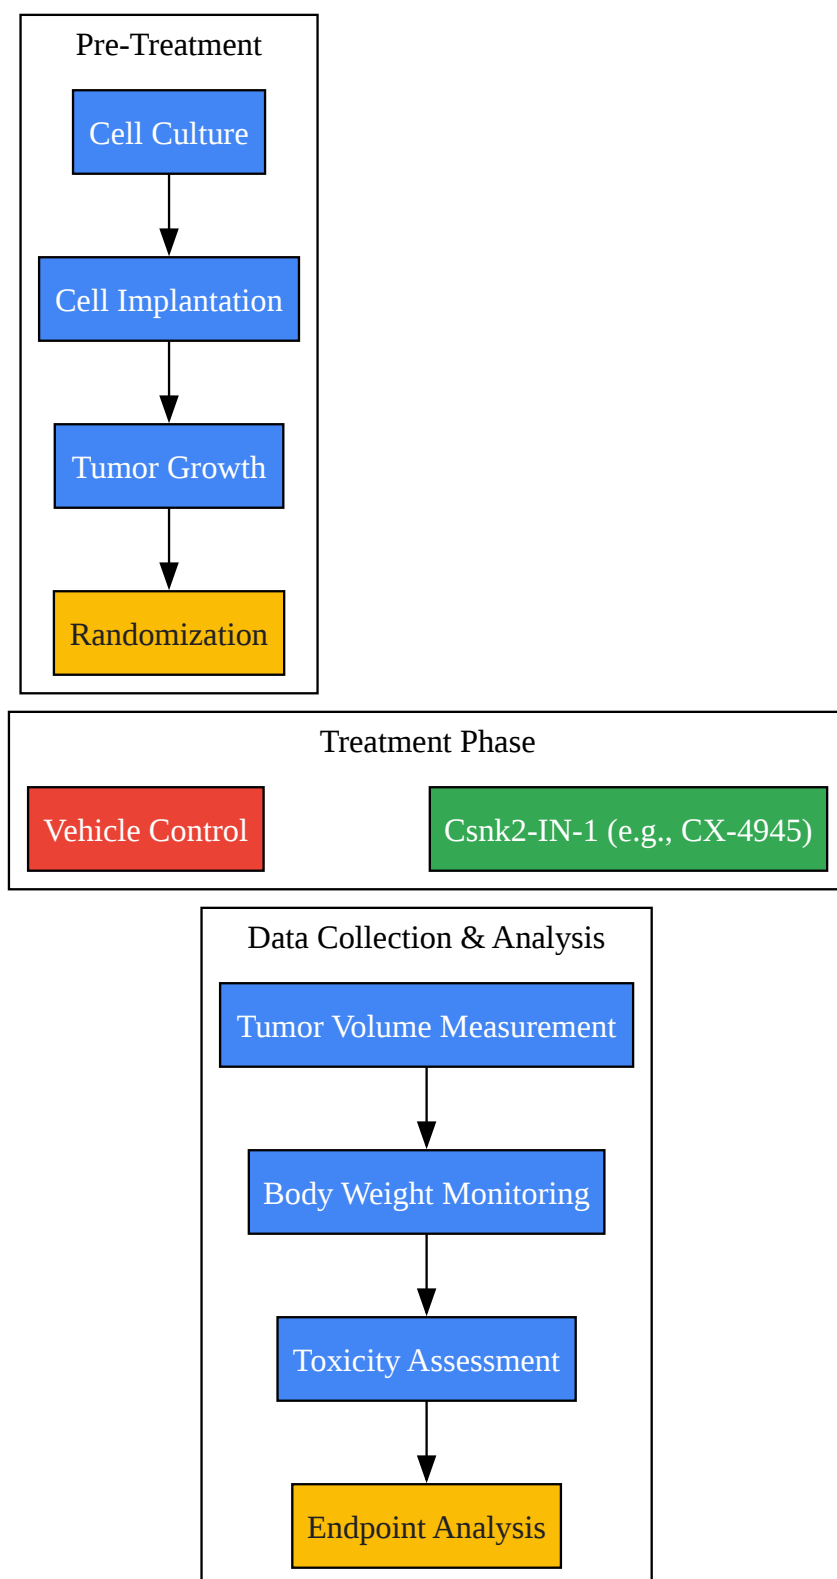 Pre-Treatment
Cell Culture
Cell Implantation
Tumor Growth
Randomization
Treatment Phase
Vehicle Control
Csnk2-IN-1 (e.g., CX-4945)
Data Collection & Analysis
Tumor Volume Measurement
Body Weight Monitoring
Toxicity Assessment
Endpoint Analysis